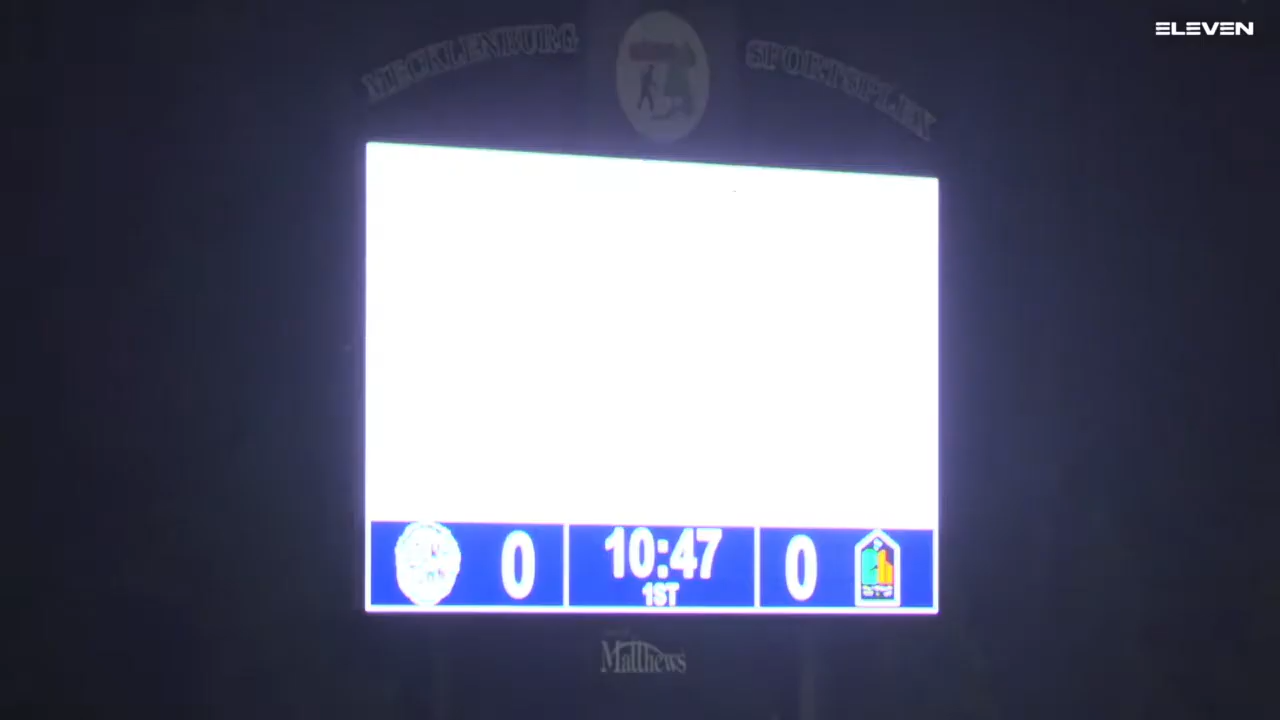 ELEVEN
MECKLENBURG SPORTSPLEX
0 10:47 0
1ST
Matthews